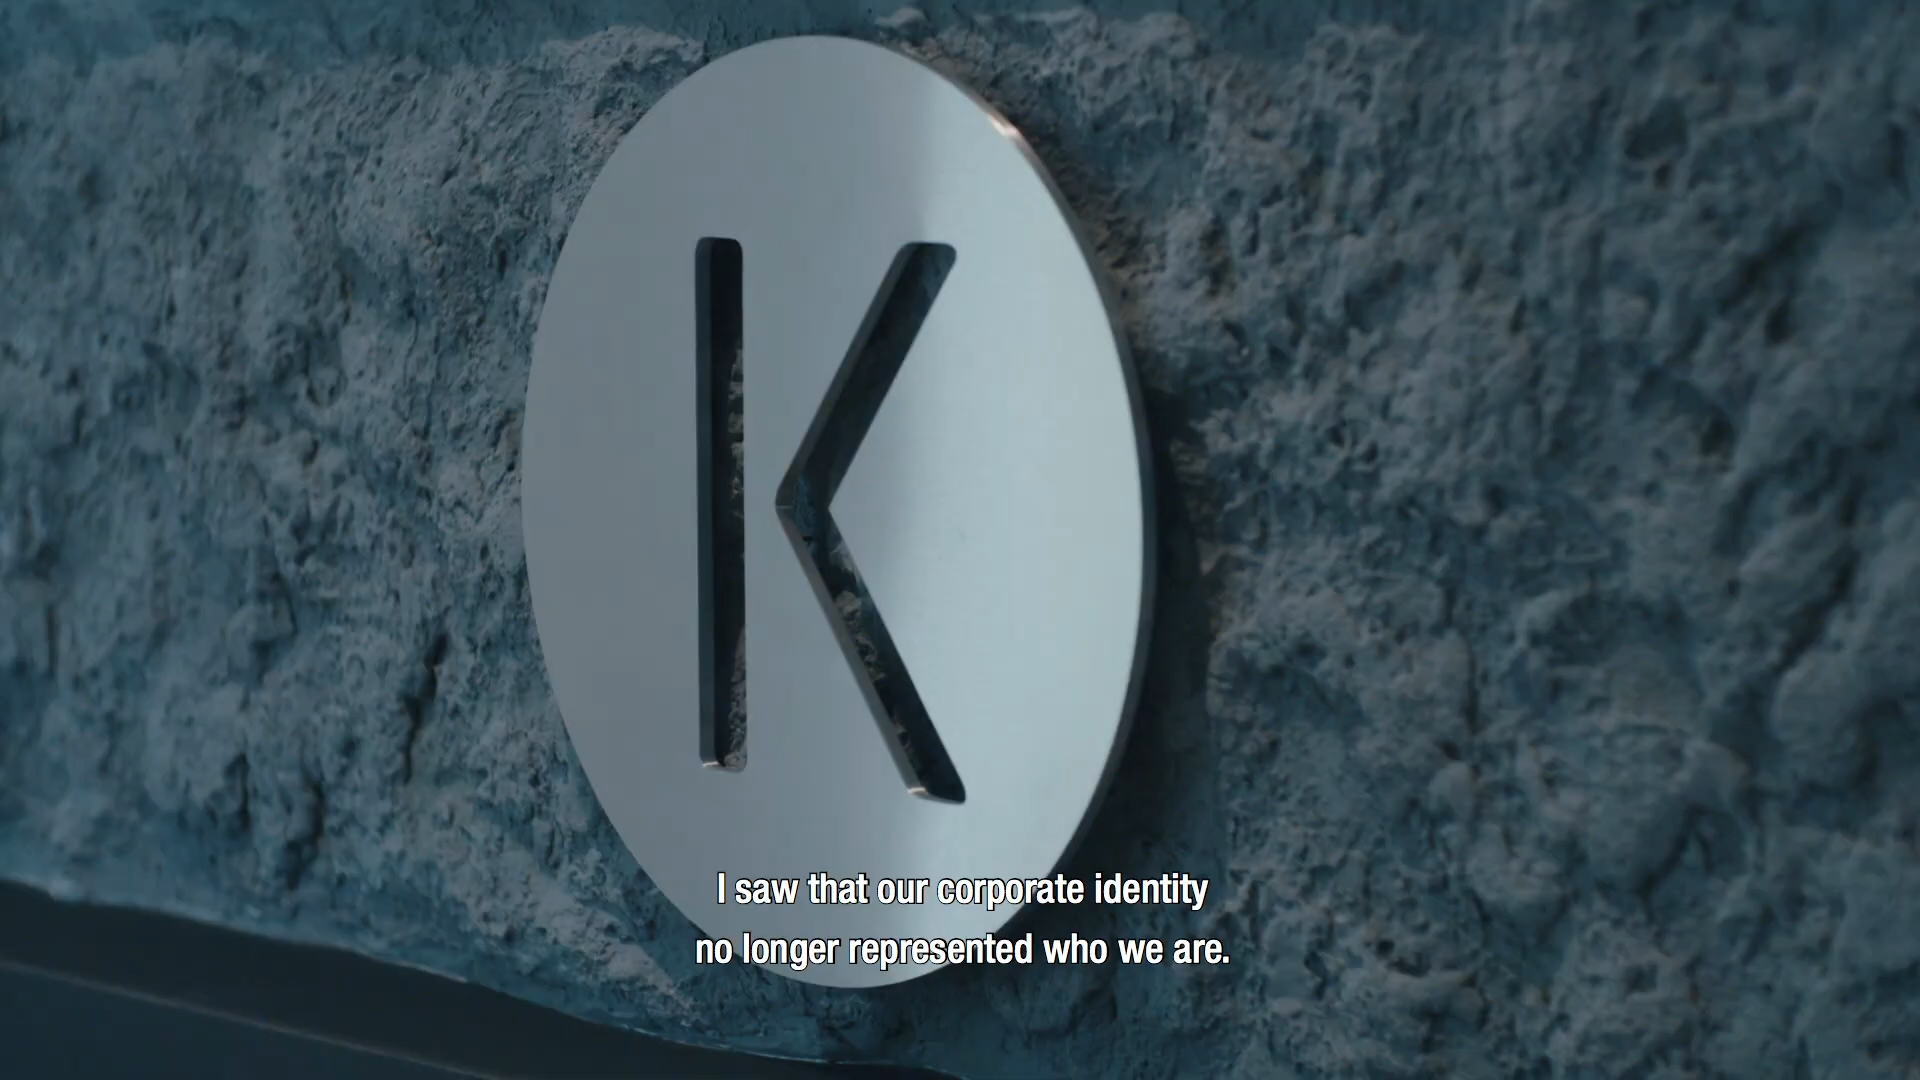 K
I saw that our corporate identity
no longer represented who we are.